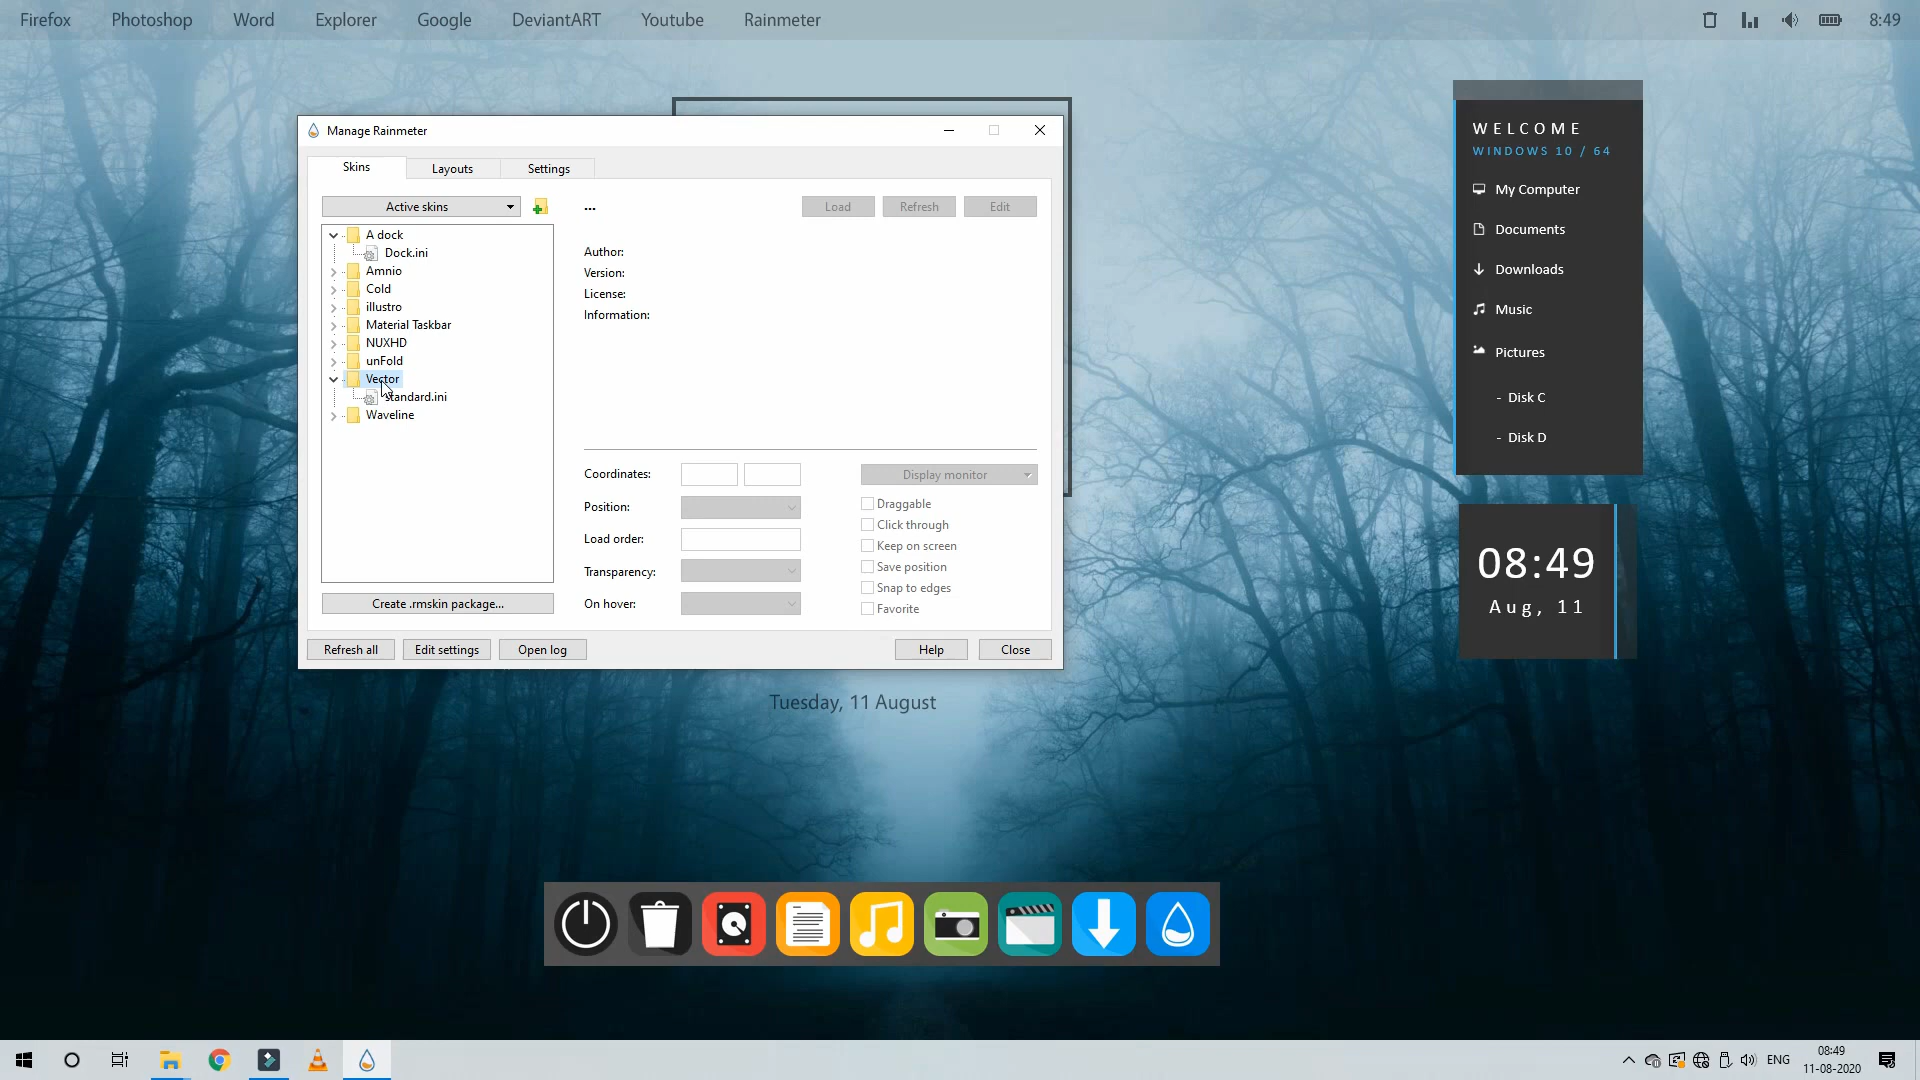 Firefox Photoshop Word Explorer Google DeviantART Youtube Rainmeter 8:49
Manage Rainmeter
Skins Layouts Settings
Active skins
...
Load Refresh Edit
A dock
Dock.ini
Amnio
Cold
illustro
Material Taskbar
NUXHD
unFold
Vector
standard.ini
Waveline
Create .rmskin package...
Author:
Version:
License:
Information:
Coordinates:
Position:
Load order:
Transparency:
On hover:
Display monitor
Draggable
Click through
Keep on screen
Save position
Snap to edges
Favorite
Refresh all Edit settings Open log Help Close
WELCOME
WINDOWS 10 / 64
My Computer
Documents
Downloads
Music
Pictures
- Disk C
- Disk D
08:49
Aug, 11
Tuesday, 11 August
ENG
08:49
11-08-2020